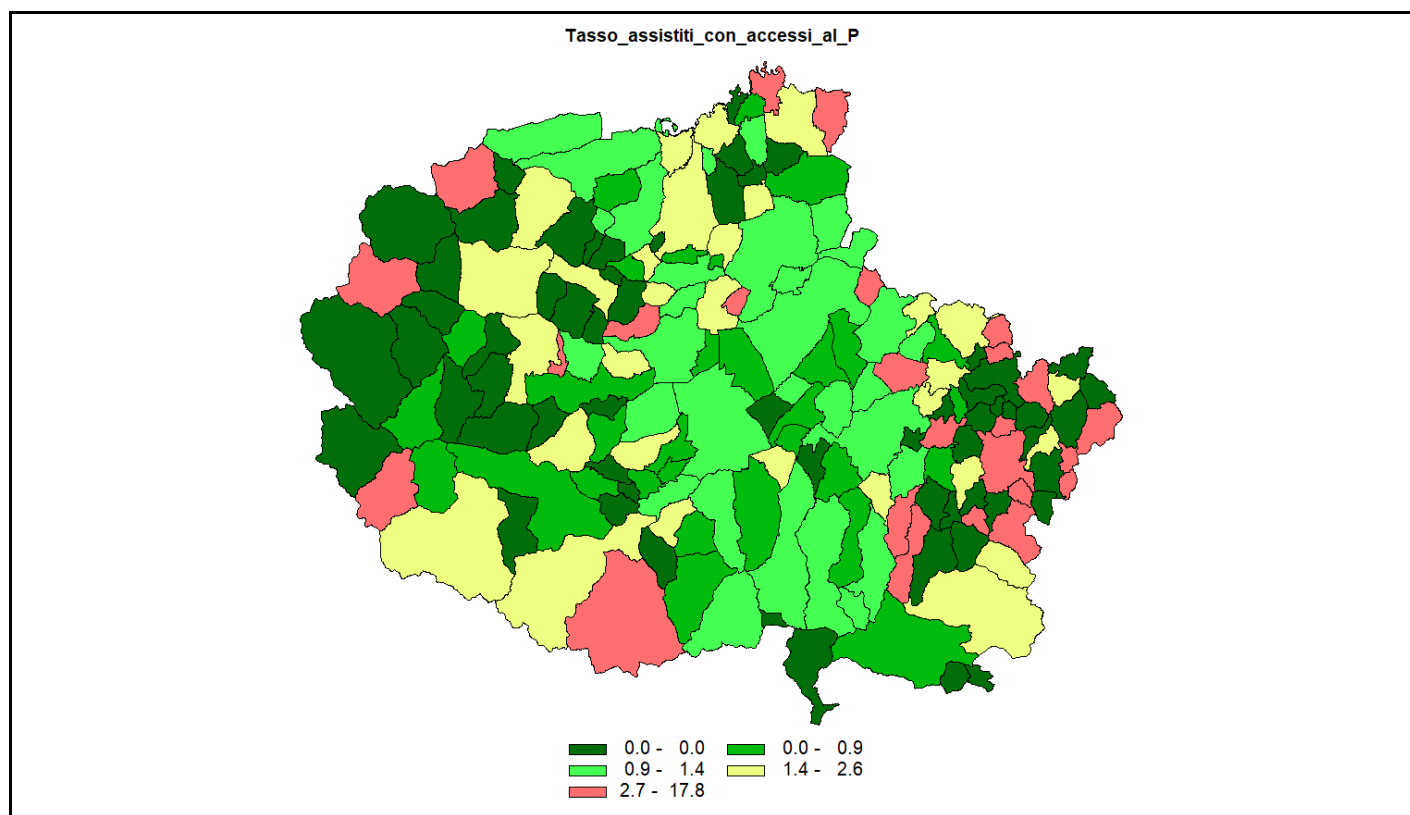 Tasso_assistiti_con_accessi_al_P
0.0 - 0.0 0.0 - 0.9
0.9 - 1.4 1.4 - 2.6
2.7 - 17.8